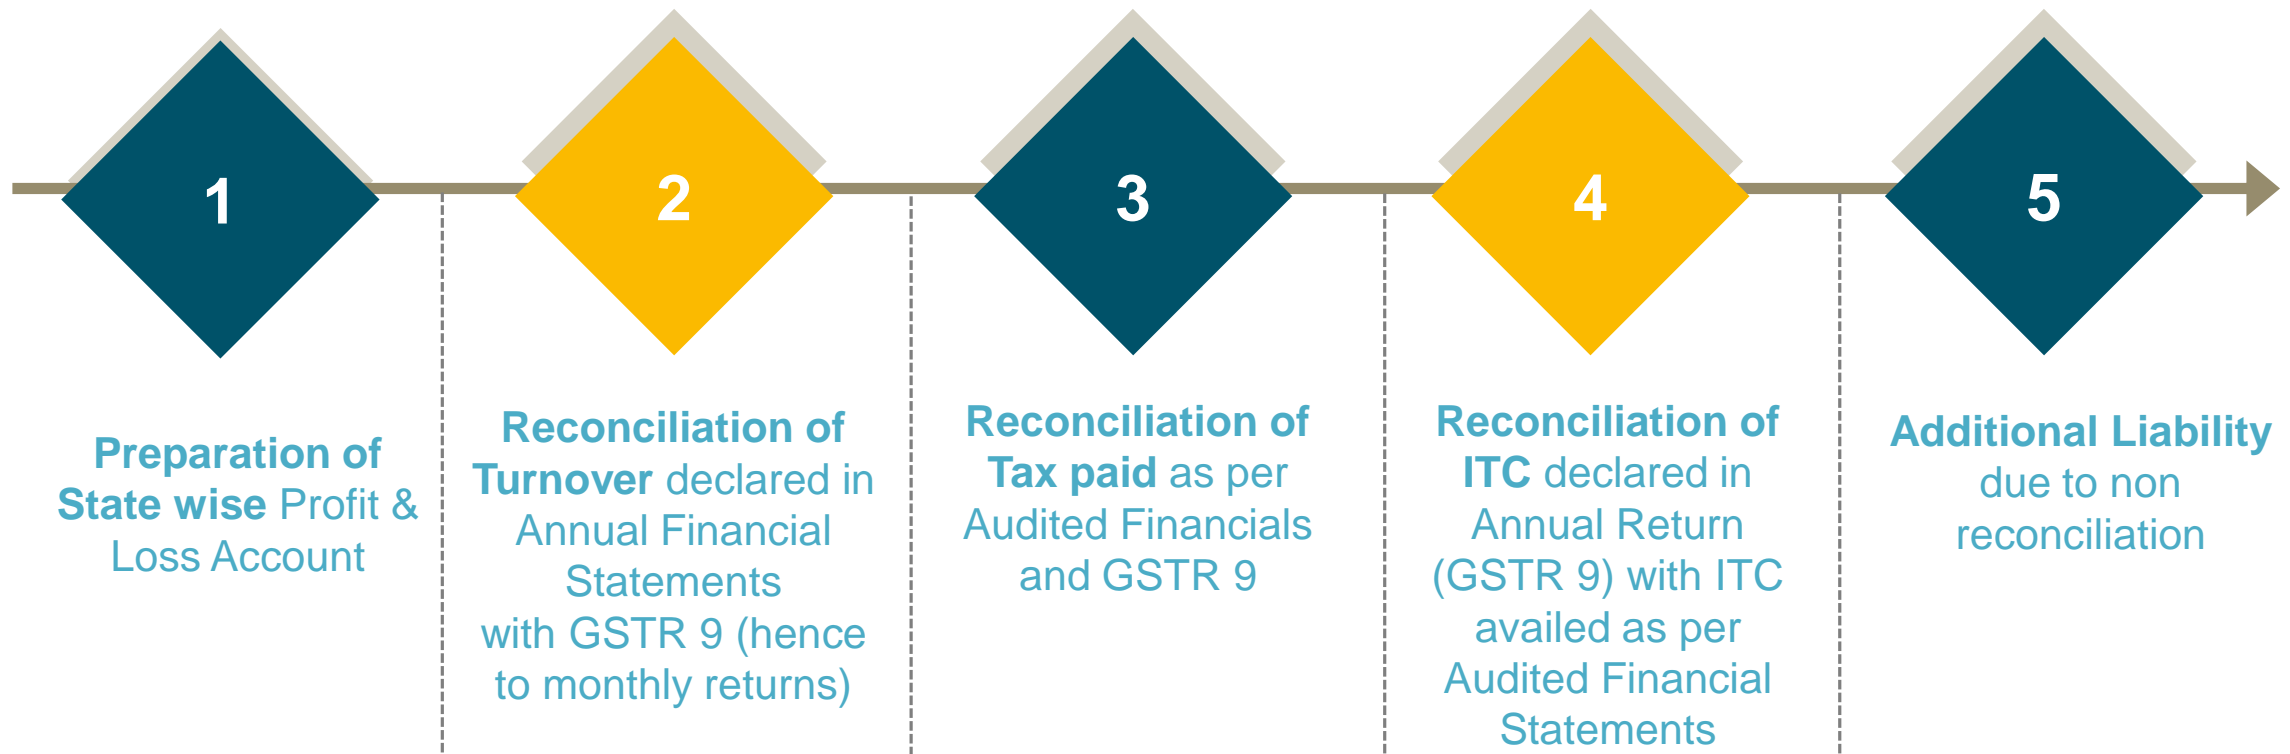 1
2
3
4
5
Preparation of
State wise Profit &
Loss Account
Reconciliation of
Turnover declared in
Annual Financial
Statements
with GSTR 9 (hence
to monthly returns)
Reconciliation of
Tax paid as per
Audited Financials
and GSTR 9
Reconciliation of
ITC declared in
Annual Return
(GSTR 9) with ITC
availed as per
Audited Financial
Statements
Additional Liability
due to non
reconciliation